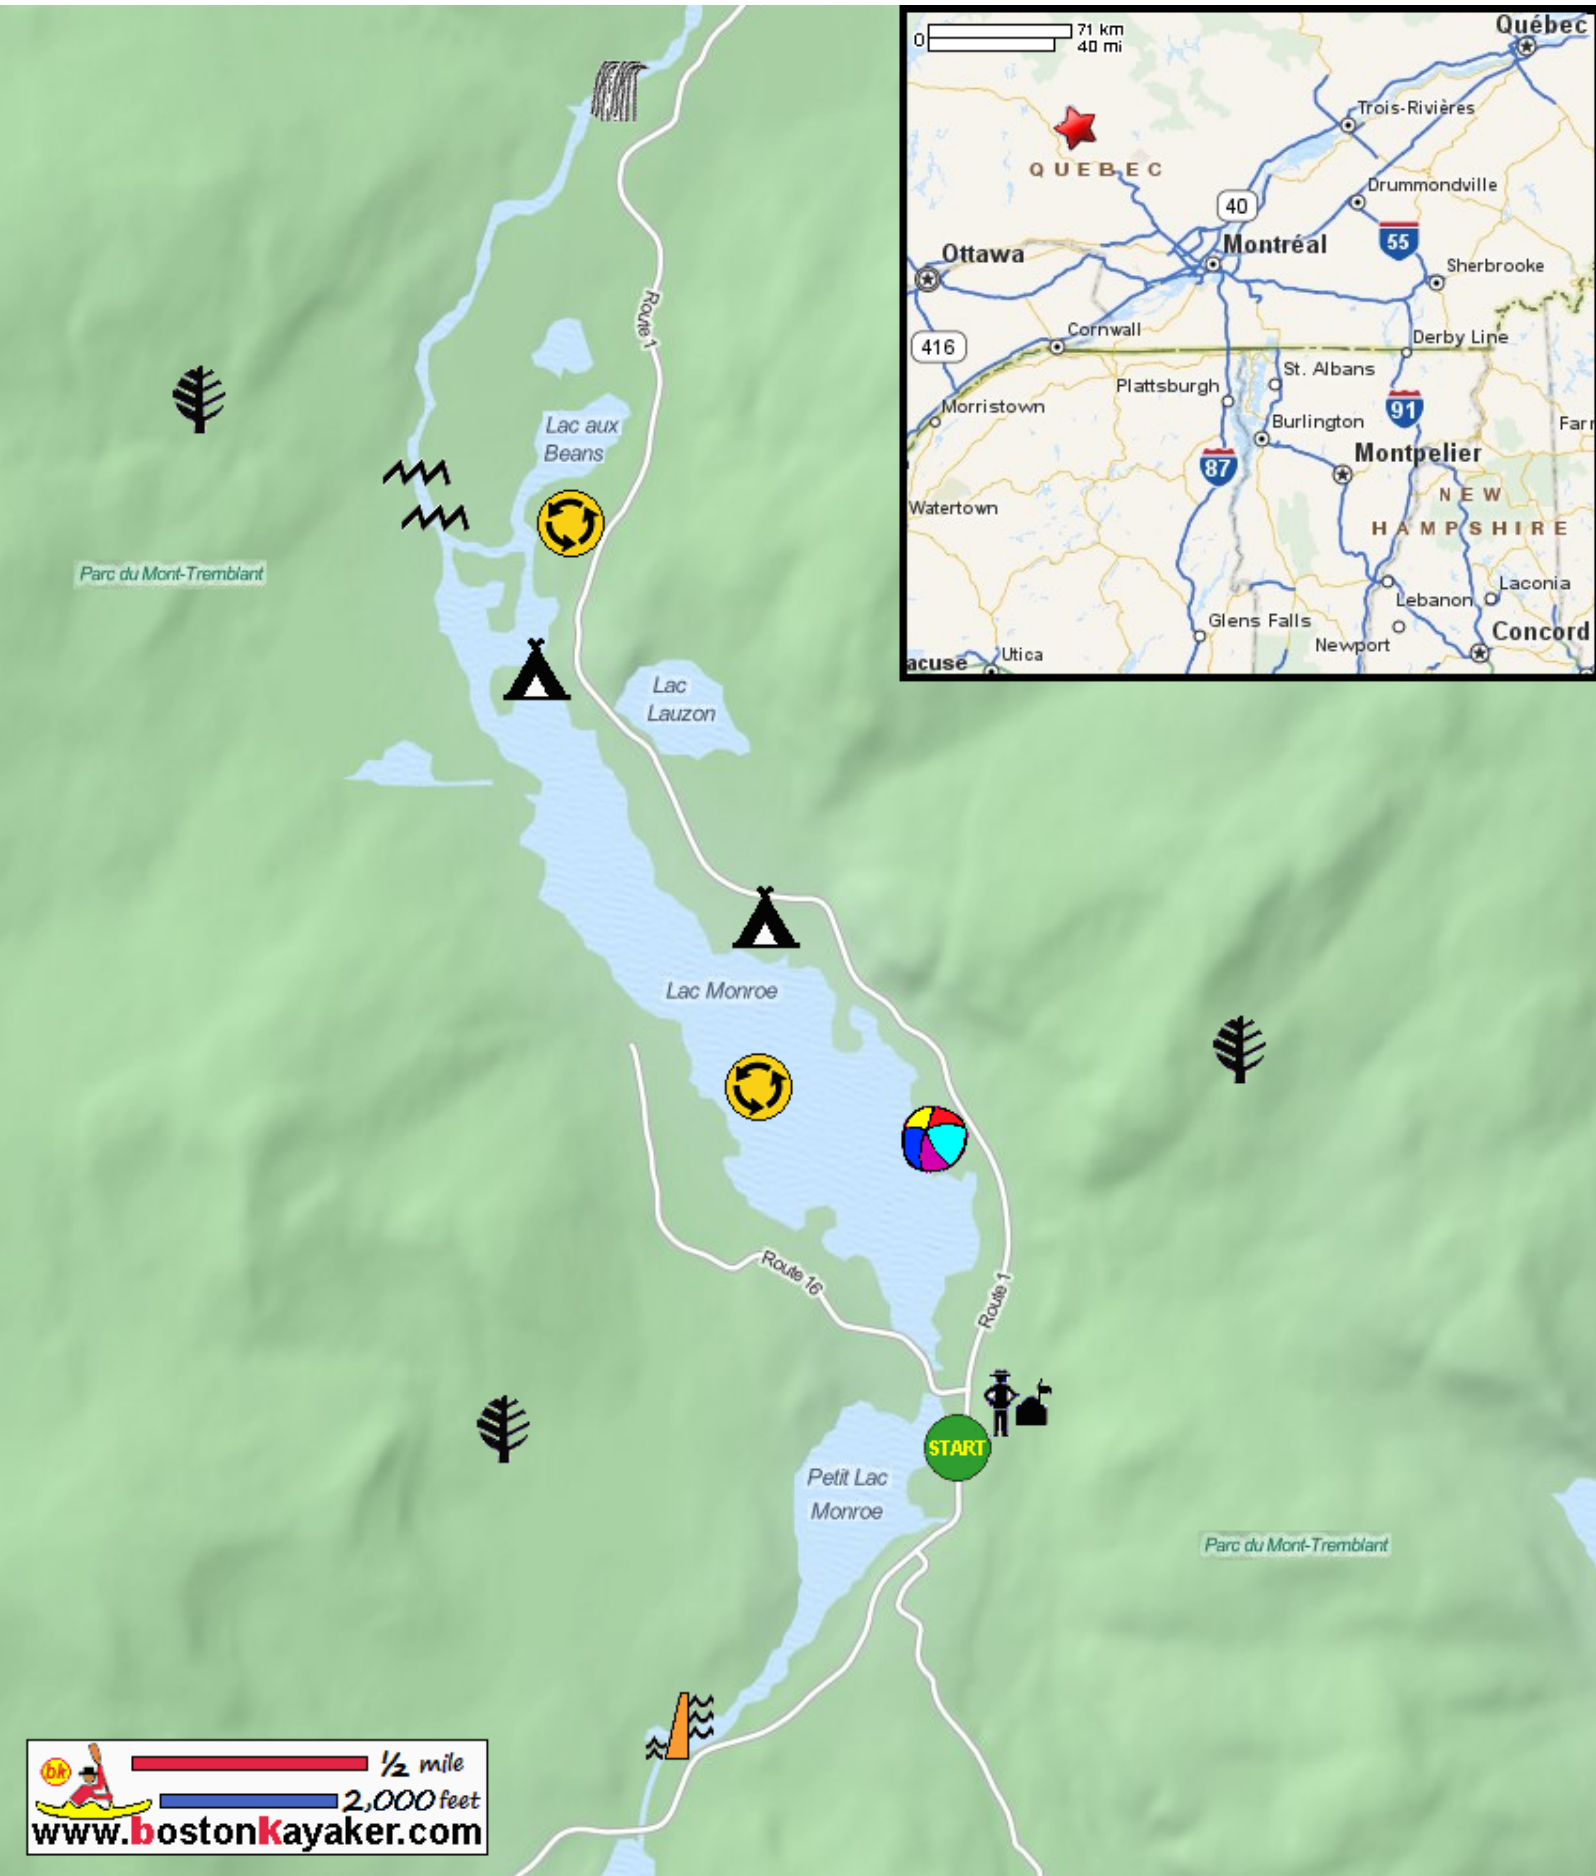 0
71 km
40 mi
Québec
Trois-Rivières
QUEBEC
Drummondville
40
Montréal
55
Ottawa
Sherbrooke
Cornwall
416
Derby Line
St. Albans
Plattsburgh
91
Morristown
Burlington
Farr
Montpelier
87
NEW
HAMPSHIRE
Watertown
Laconia
Lebanon
Glens Falls
Concord
Newport
Utica
acuse
Route 1
Lac aux
Beans
Parc du Mont-Tremblant
Lac
Lauzon
Lac Monroe
Route 16
Route 1
START
Petit Lac
Monroe
Parc du Mont-Tremblant
bk
½ mile
2,000 feet
www.bostonKayaker.com